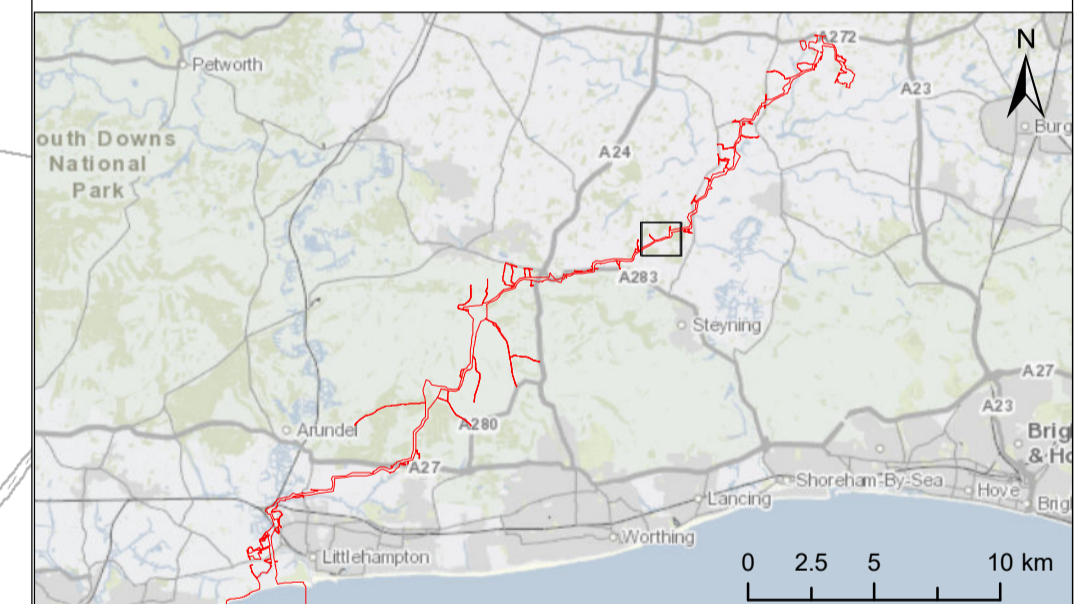 A272
N
Petworth
A23
Burg
outh Downs
National
Park
A24
A283
Steyning
A27
A23
Arundel
A280
Brig
& Ho
A27
Shoreham-By-Sea
Hove
Lancing
Brig
Worthing
Littlehampton
0 2.5 5 10 km